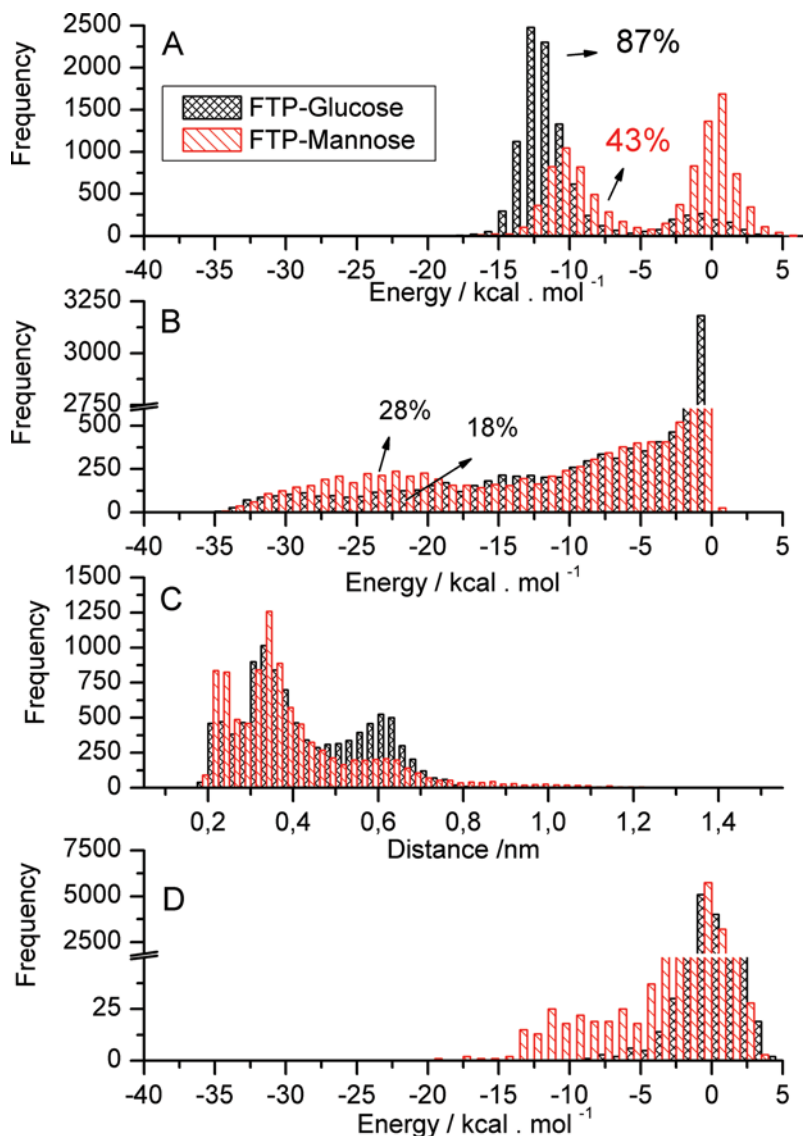 A
87%
FTP-Glucose
FTP-Mannose
43%
Frequency
2500
2000
1500
1000
500
0
-40 -35 -30 -25 -20 -15 -10 -5 0 5
Energy / kcal . mol -1
B
28%
18%
Frequency
3250
3000
2750
500
250
0
-40 -35 -30 -25 -20 -15 -10 -5 0 5
Energy / kcal . mol -1
C
Frequency
1500
1250
1000
750
500
250
0
0,2 0,4 0,6 0,8 1,0 1,2 1,4
Distance /nm
D
Frequency
7500
5000
2500
25
0
-40 -35 -30 -25 -20 -15 -10 -5 0 5
Energy / kcal . mol -1